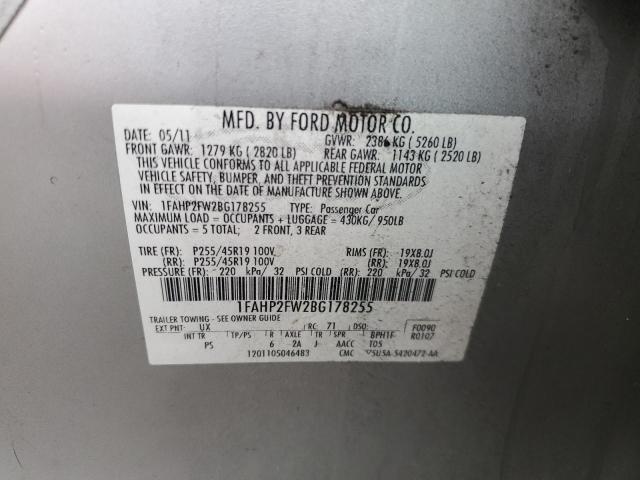 MFD. BY FORD MOTOR CO.
DATE: 05/11 GVWR: 2386 KG ( 5260 LB)
FRONT GAWR: 1279 KG ( 2820 LB) REAR GAWR: 1143 KG ( 2520 LB)
THIS VEHICLE CONFORMS TO ALL APPLICABLE FEDERAL MOTOR
VEHICLE SAFETY, BUMPER, AND THEFT PREVENTION STANDARDS
IN EFFECT ON THE DATE OF MANUFACTURE SHOWN ABOVE.
VIN: 1FAHP2FW2BG178255 TYPE: Passenger Car
MAXIMUM LOAD = OCCUPANTS + LUGGAGE = 430KG/ 950LB
OCCUPANTS = 5 TOTAL; 2 FRONT, 3 REAR
TIRE (FR): P255/45R19 100V RIMS (FR): 19X8.0J
(RR): P255/45R19 100V (RR): 19X8.0J
PRESSURE (FR): 220 kPa/ 32 PSI COLD (RR): 220 kPa/ 32 PSI COLD
1FAHP2FW2BG178255
TRAILER TOWING - SEE OWNER GUIDE
EXT PNT: UX RC: 71 DSO: F0090
INT TR TP/PS R AXLE TR SPR BPH1F R0107
P5 6 2A J AACC T05
1201105046483 CMC 5U5A-5420472-AA